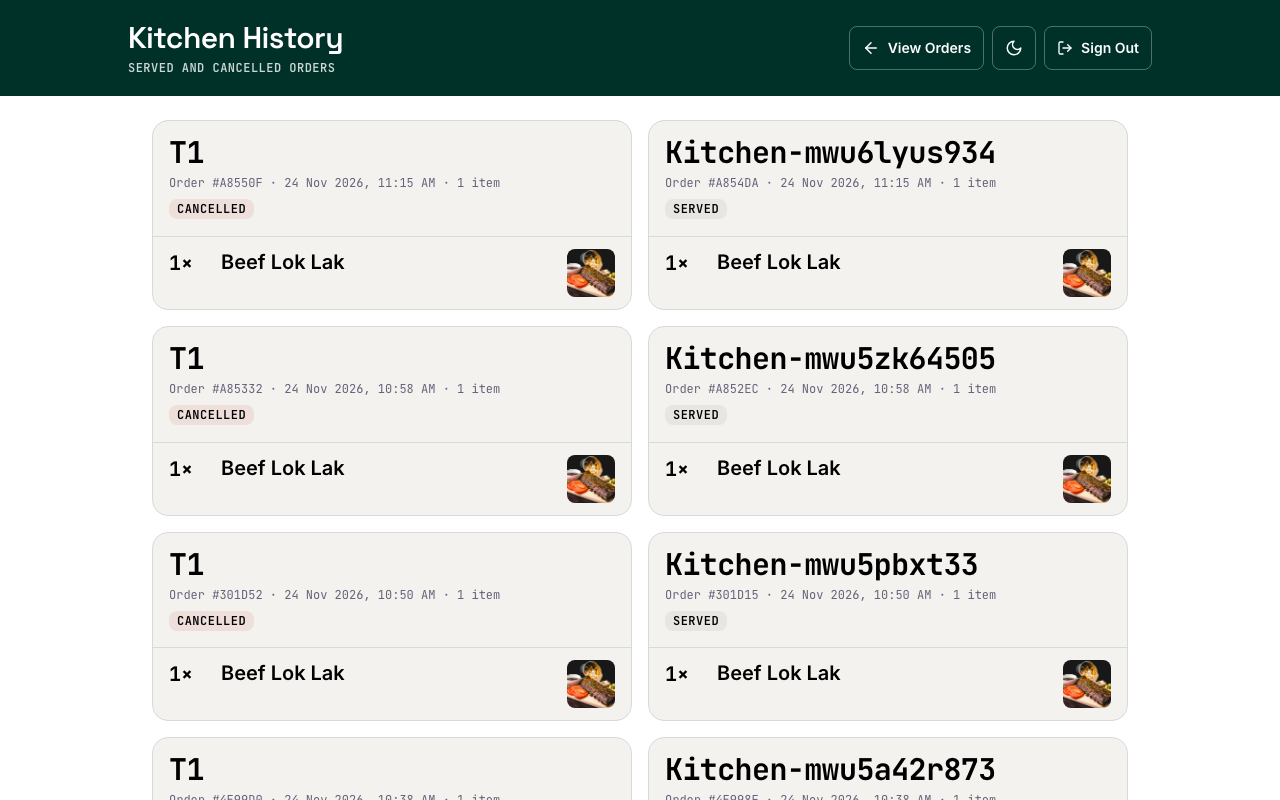 Kitchen History
SERVED AND CANCELLED ORDERS
View Orders
Sign Out
T1
Order #A8550F · 24 Nov 2026, 11:15 AM · 1 item
CANCELLED
1× Beef Lok Lak
Kitchen-mwu6lyus934
Order #A854DA · 24 Nov 2026, 11:15 AM · 1 item
SERVED
1× Beef Lok Lak
T1
Order #A85332 · 24 Nov 2026, 10:58 AM · 1 item
CANCELLED
1× Beef Lok Lak
Kitchen-mwu5zk64505
Order #A852EC · 24 Nov 2026, 10:58 AM · 1 item
SERVED
1× Beef Lok Lak
T1
Order #301D52 · 24 Nov 2026, 10:50 AM · 1 item
CANCELLED
1× Beef Lok Lak
Kitchen-mwu5pbxt33
Order #301D15 · 24 Nov 2026, 10:50 AM · 1 item
SERVED
1× Beef Lok Lak
T1
Kitchen-mwu5a42r873